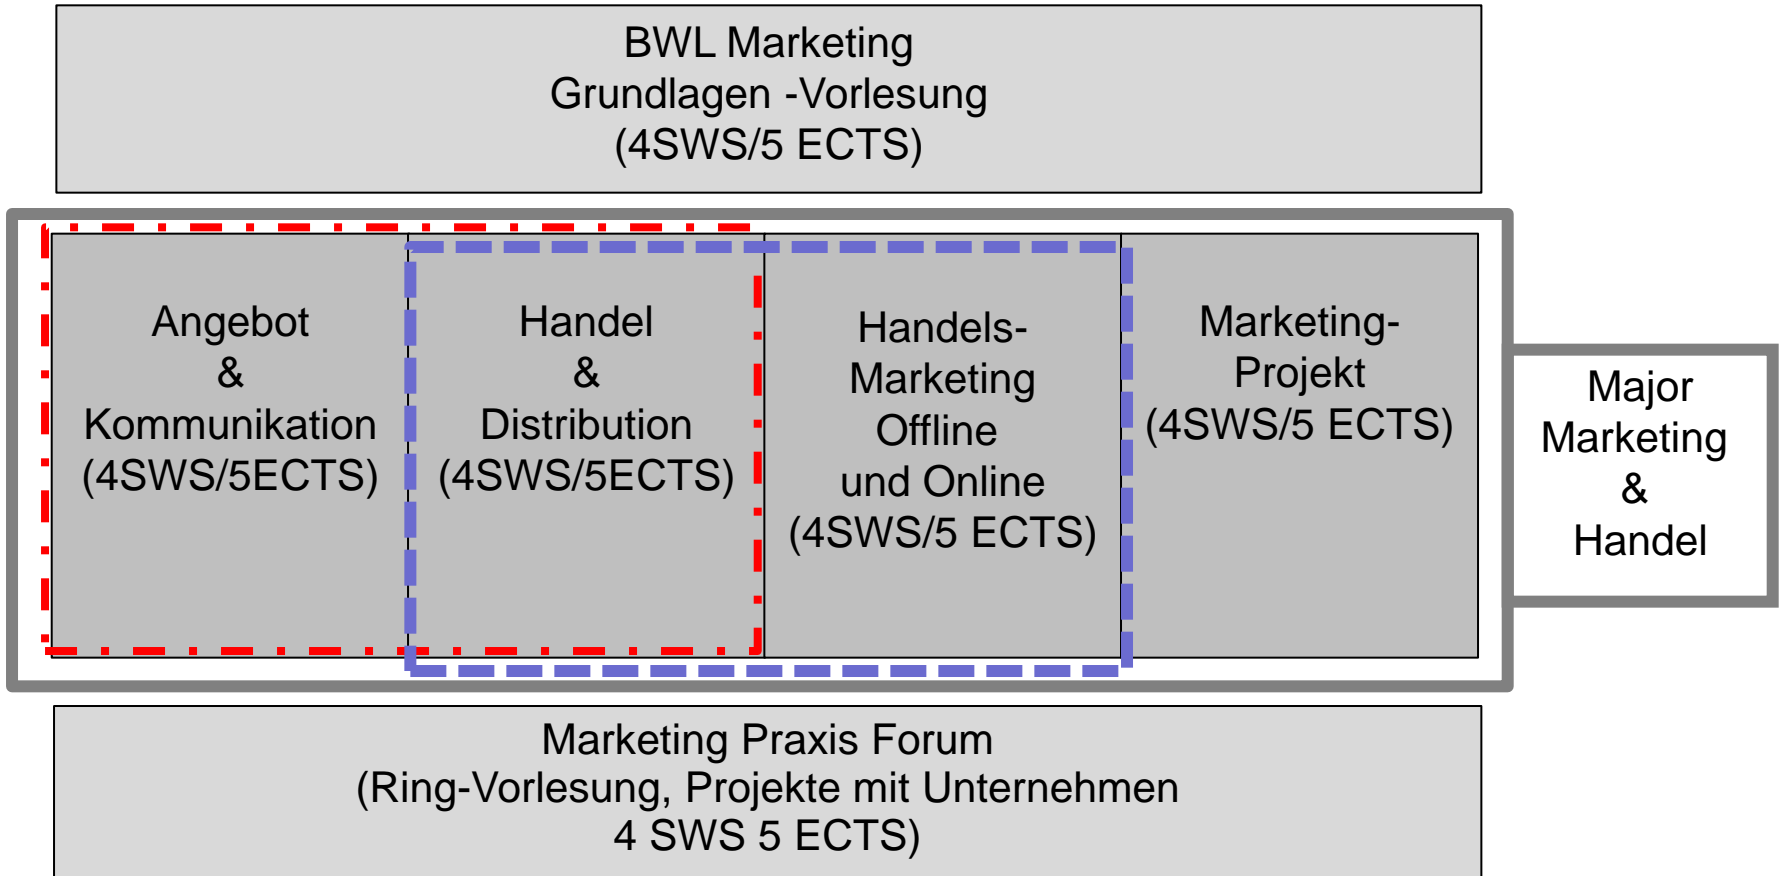 BWL Marketing
Grundlagen -Vorlesung
(4SWS/5 ECTS)
Angebot
&
Kommunikation
(4SWS/5ECTS)
Handel
&
Distribution
(4SWS/5ECTS)
Handels-
Marketing
Offline
und Online
(4SWS/5 ECTS)
Marketing-
Projekt
(4SWS/5 ECTS)
Major
Marketing
&
Handel
Marketing Praxis Forum
(Ring-Vorlesung, Projekte mit Unternehmen
4 SWS 5 ECTS)